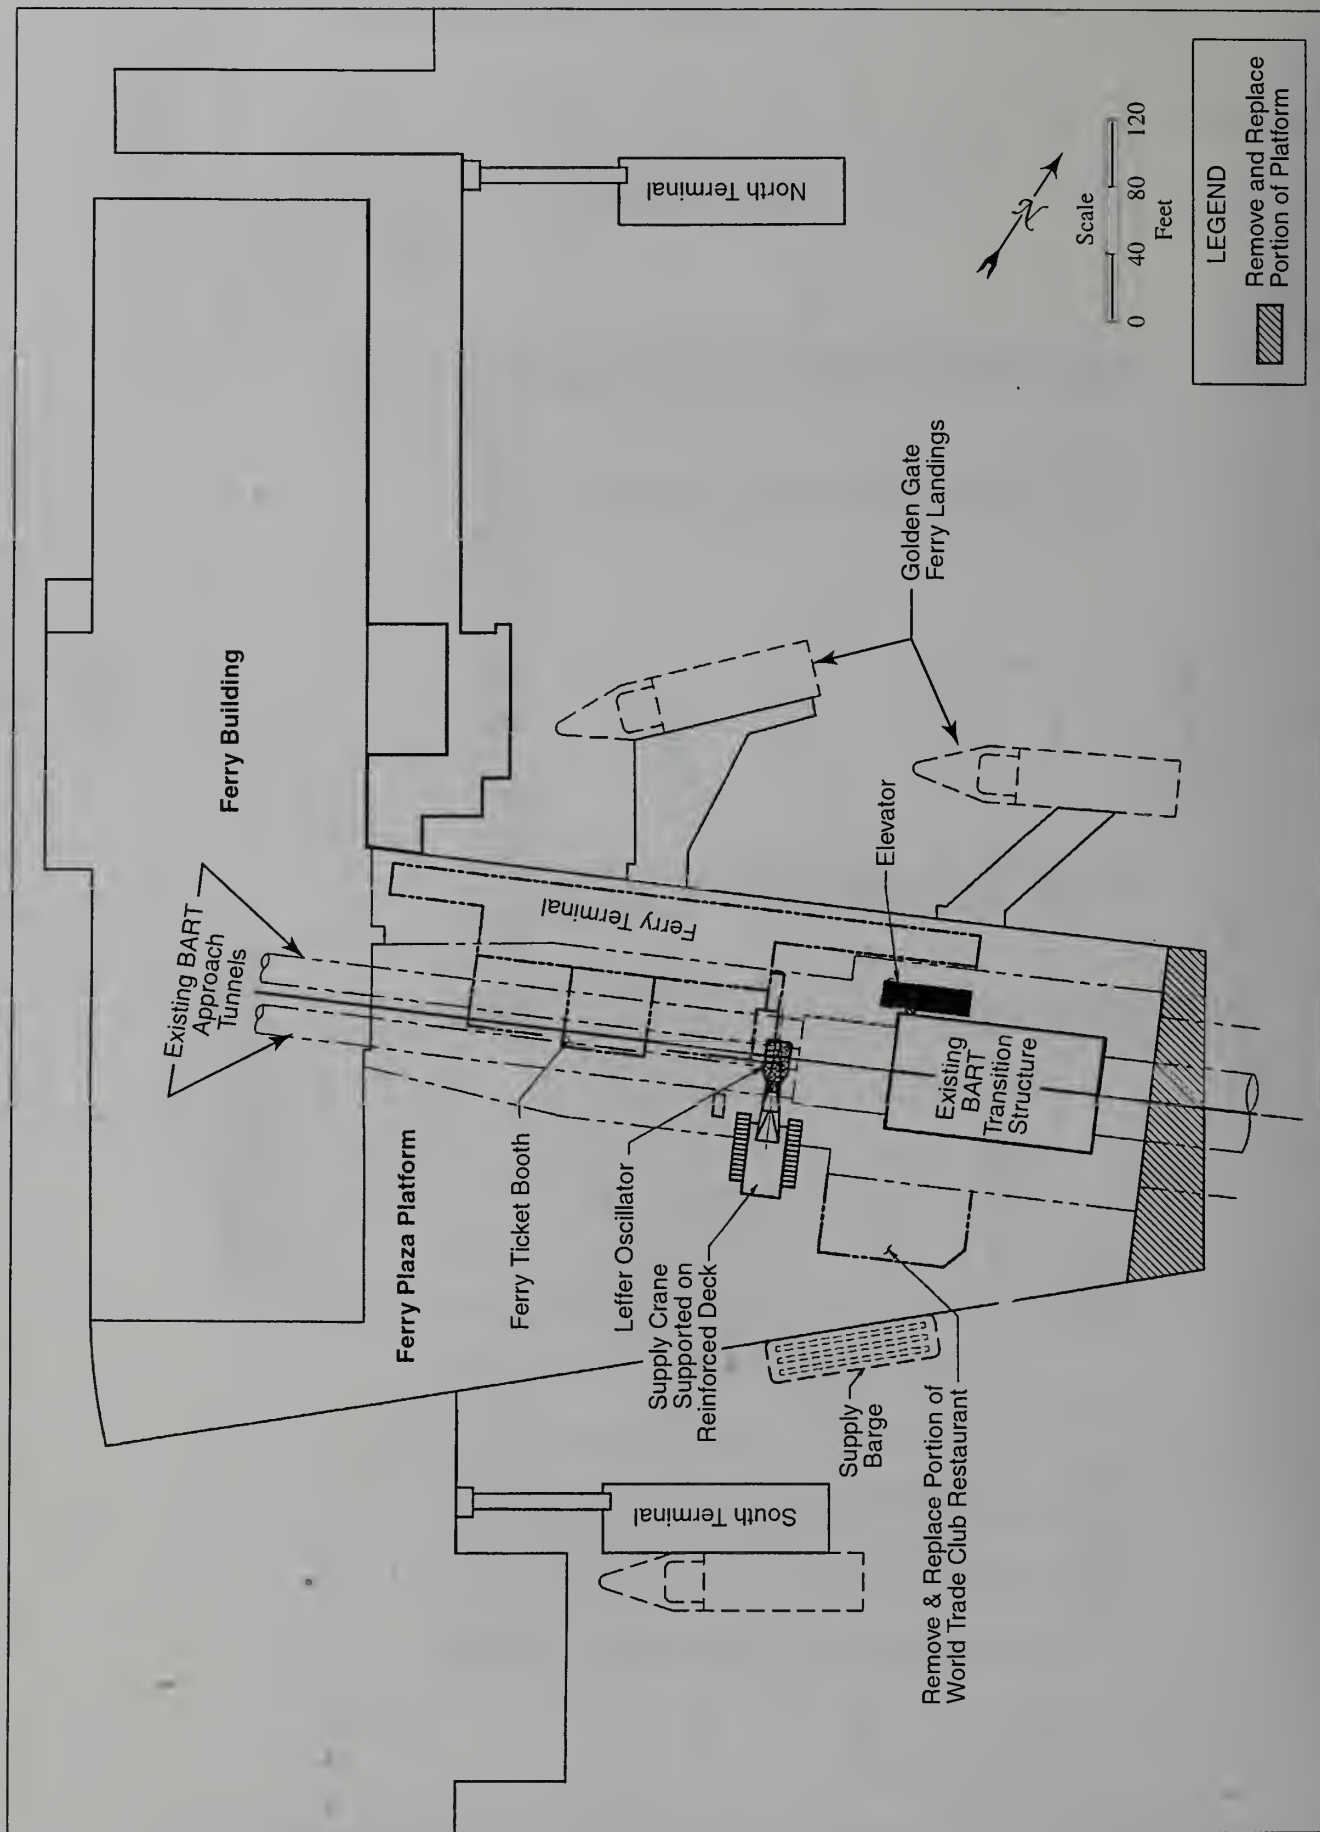 Ferry Building
Existing BART
Approach
Tunnels
Ferry Plaza Platform
Ferry Terminal
North Terminal
South Terminal
Ferry Ticket Booth
Leffer Oscillator
Supply Crane
Supported on
Reinforced Deck
Elevator
Existing
BART
Transition
Structure
Golden Gate
Ferry Landings
Supply
Barge
Remove & Replace Portion of
World Trade Club Restaurant
N
Scale
0 40 80 120
Feet
LEGEND
Remove and Replace
Portion of Platform